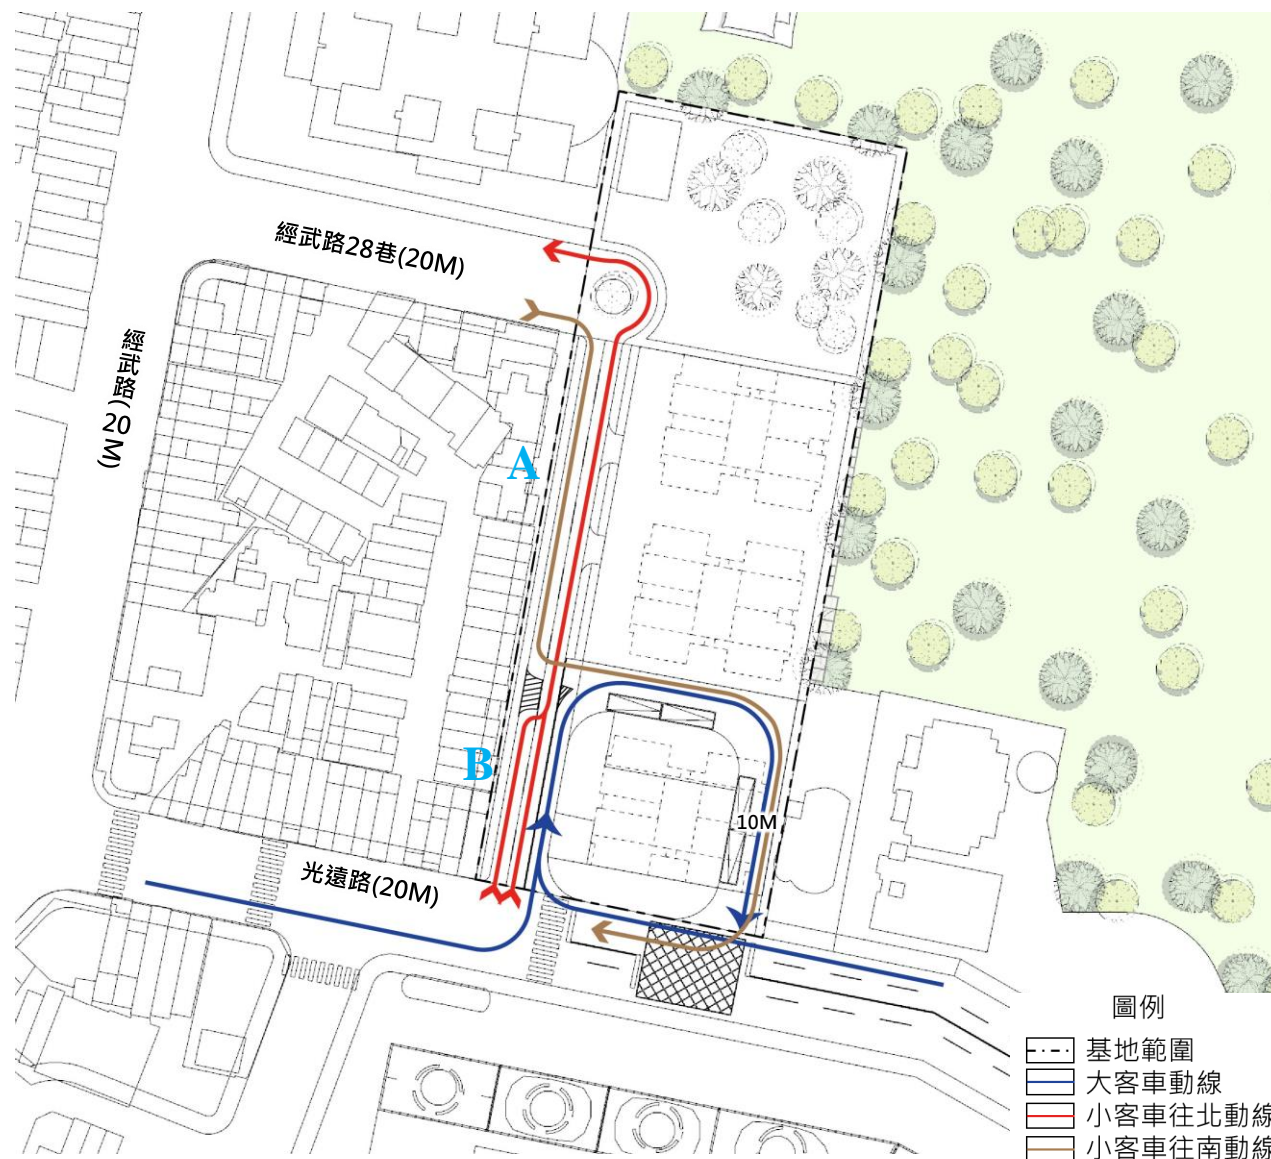 經武路28巷(20M)
經武路(20M)
A
B
10M
光遠路(20M)
圖例
基地範圍
大客車動線
小客車往北動線
小客車往南動線